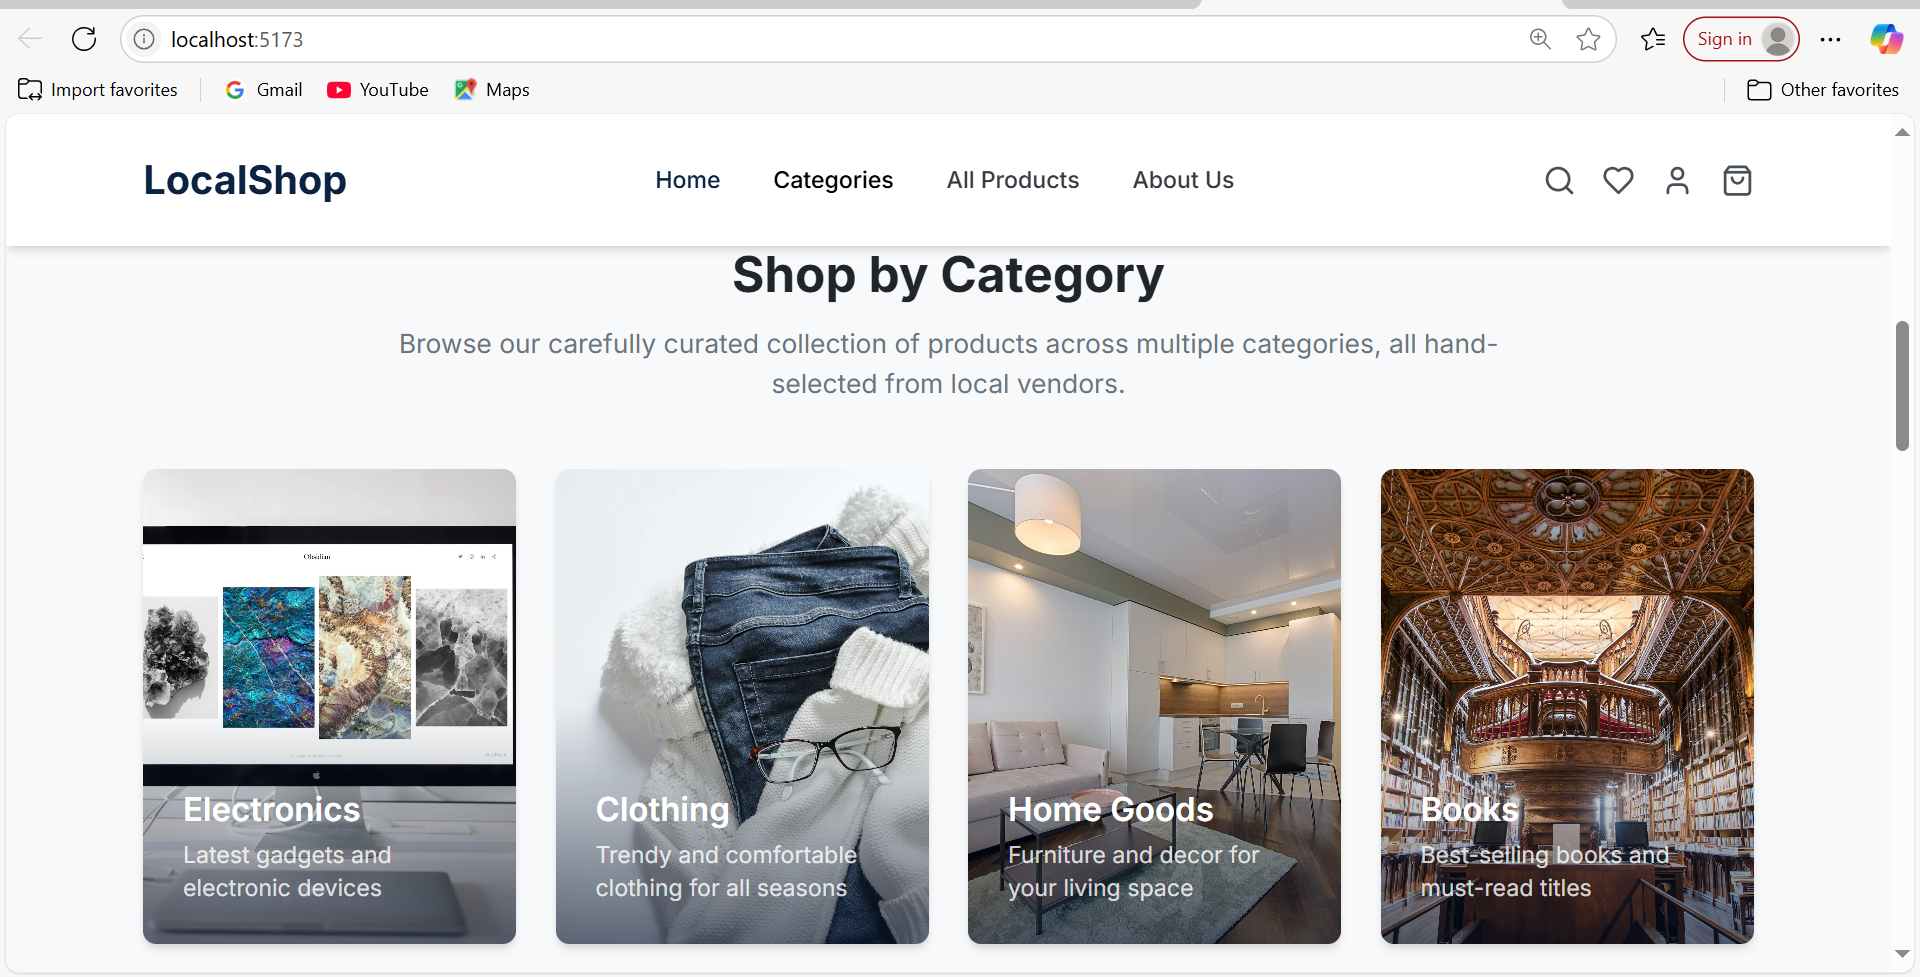 localhost:5173
Sign in
Import favorites
Gmail
YouTube
Maps
Other favorites
LocalShop
Home
Categories
All Products
About Us
Shop by Category
Browse our carefully curated collection of products across multiple categories, all hand-
selected from local vendors.
Obsidian
Electronics
Latest gadgets and
electronic devices
Clothing
Trendy and comfortable
clothing for all seasons
Home Goods
Furniture and decor for
your living space
Books
Best-selling books and
must-read titles